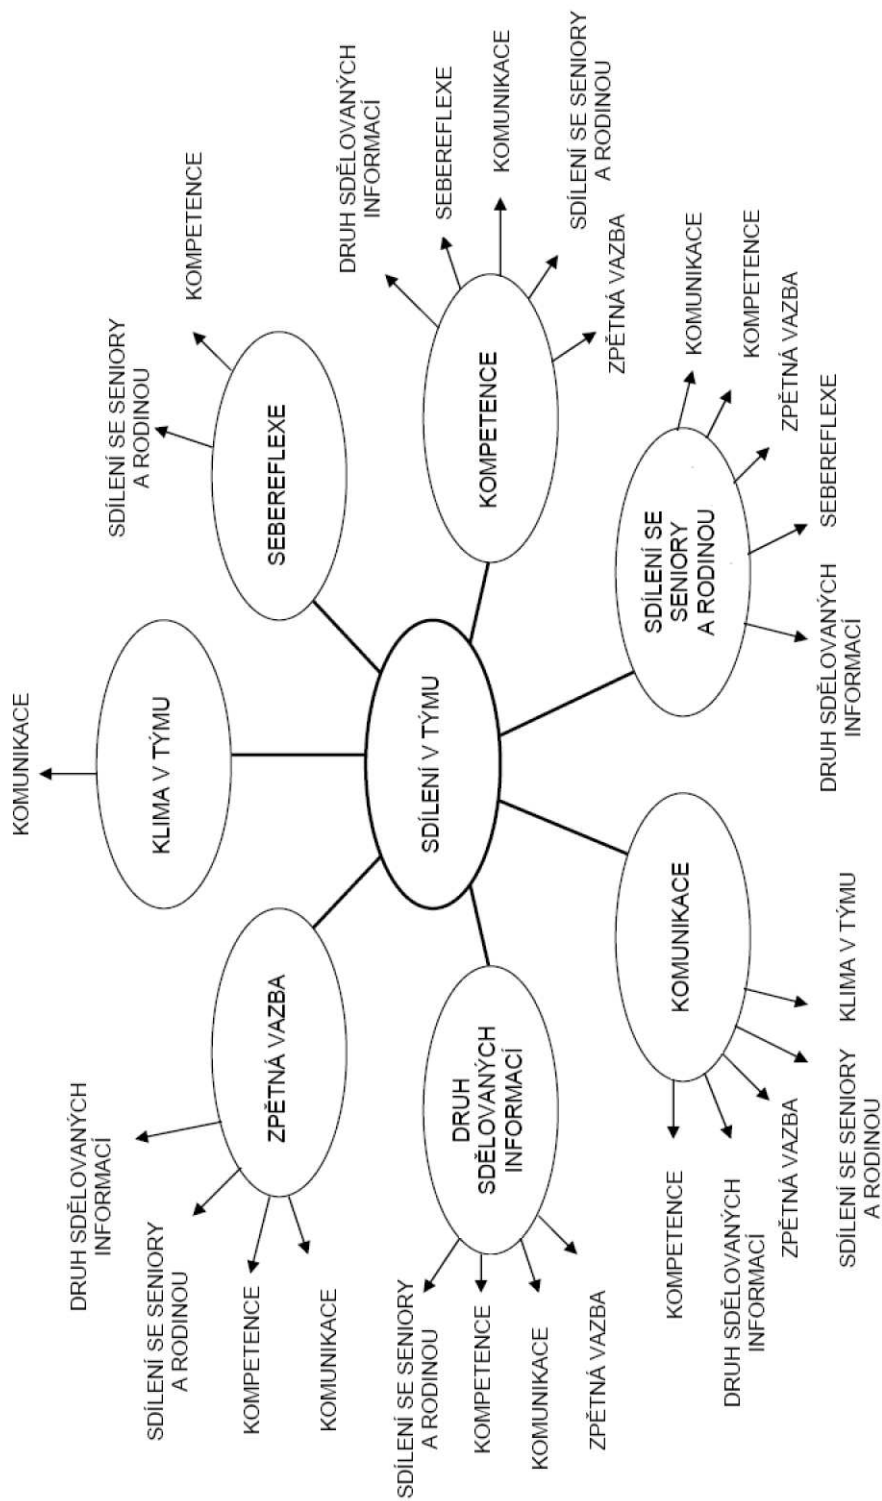 KOMUNIKACE
KLIMA V TÝMU
SDÍLENÍ SE SENIORY
A RODINOU
KOMPETENCE
SEBEREFLEXE
DRUH SDĚLOVANÝCH
INFORMACÍ
SEBEREFLEXE
KOMUNIKACE
SDÍLENÍ SE SENIORY
A RODINOU
ZPĚTNÁ VAZBA
KOMPETENCE
KOMUNIKACE
KOMPETENCE
ZPĚTNÁ VAZBA
SEBEREFLEXE
DRUH SDĚLOVANÝCH
INFORMACÍ
SDÍLENÍ SE
SENIORY
A RODINOU
SDÍLENÍ V TÝMU
KOMUNIKACE
KLIMA V TÝMU
SDÍLENÍ SE SENIORY
A RODINOU
ZPĚTNÁ VAZBA
DRUH SDĚLOVANÝCH
INFORMACÍ
KOMPETENCE
DRUH
SDĚLOVANÝCH
INFORMACÍ
ZPĚTNÁ VAZBA
KOMUNIKACE
KOMPETENCE
SDÍLENÍ SE SENIORY
A RODINOU
ZPĚTNÁ VAZBA
KOMUNIKACE
KOMPETENCE
SDÍLENÍ SE SENIORY
A RODINOU
DRUH SDĚLOVANÝCH
INFORMACÍ